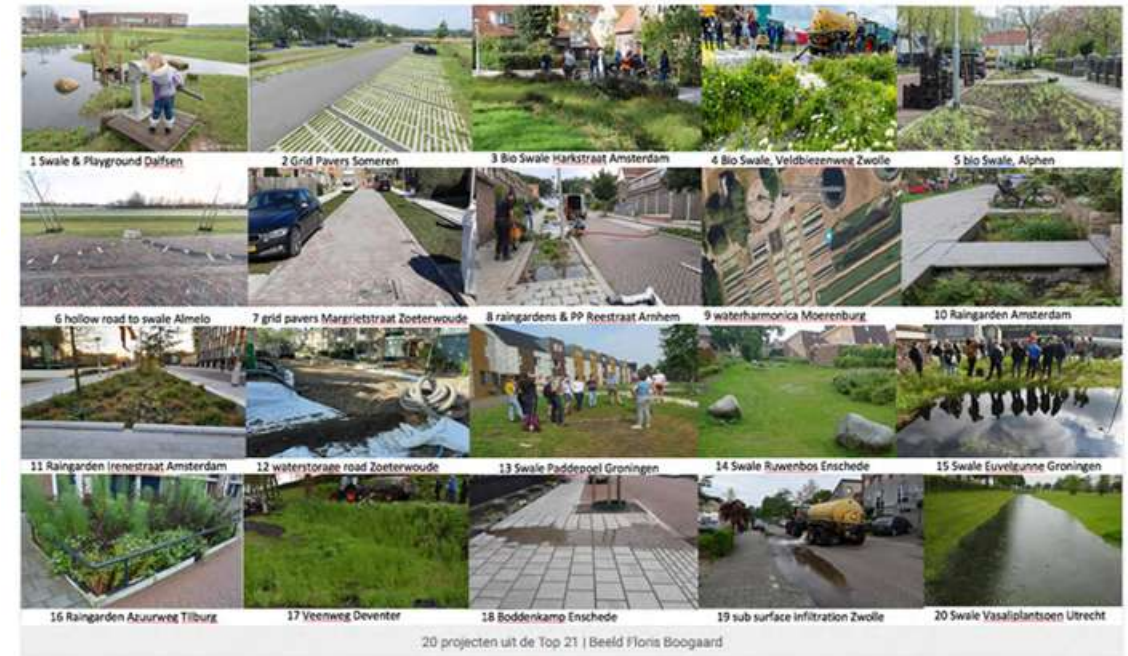 1 Swale & Playground Dalfsen
2 Grid Pavers Someren
3 Bio Swale Harkstraat Amsterdam
4 Bio Swale, Veldbiezenweg Zwolle
5 bio Swale, Alphen
6 hollow road to swale Almelo
7 grid pavers Margrietstraat Zoeterwoude
8 raingardens & PP Reestraat Arnhem
9 waterharmonica Moerenburg
10 Raingarden Amsterdam
11 Raingarden Irenestraat Amsterdam
12 waterstorage road Zoeterwoude
13 Swale Paddepoel Groningen
14 Swale Ruwenbos Enschede
15 Swale Euvelgunne Groningen
16 Raingarden Azuurweg Tilburg
17 Veenweg Deventer
18 Boddenkamp Enschede
19 sub surface infiltration Zwolle
20 Swale Vasaliplantsoen Utrecht
20 projecten uit de Top 21 | Beeld Floris Boogaard